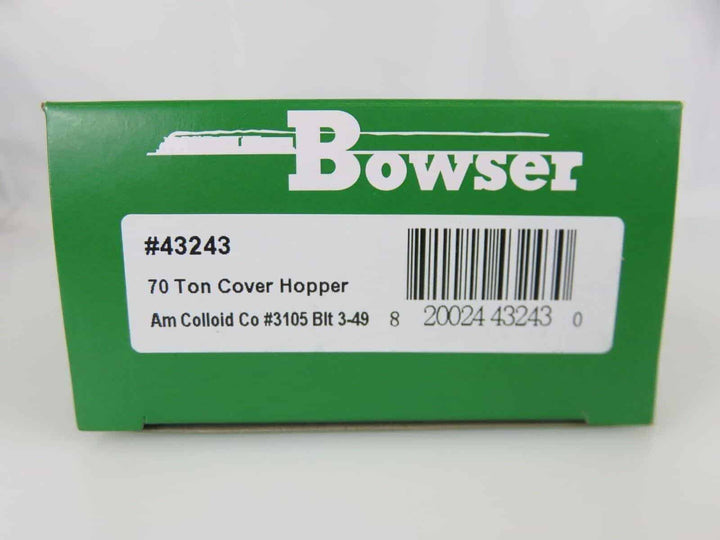 Bowser
#43243
70 Ton Cover Hopper
Am Colloid Co #3105 Blt 3-49
8 20024 43243 0